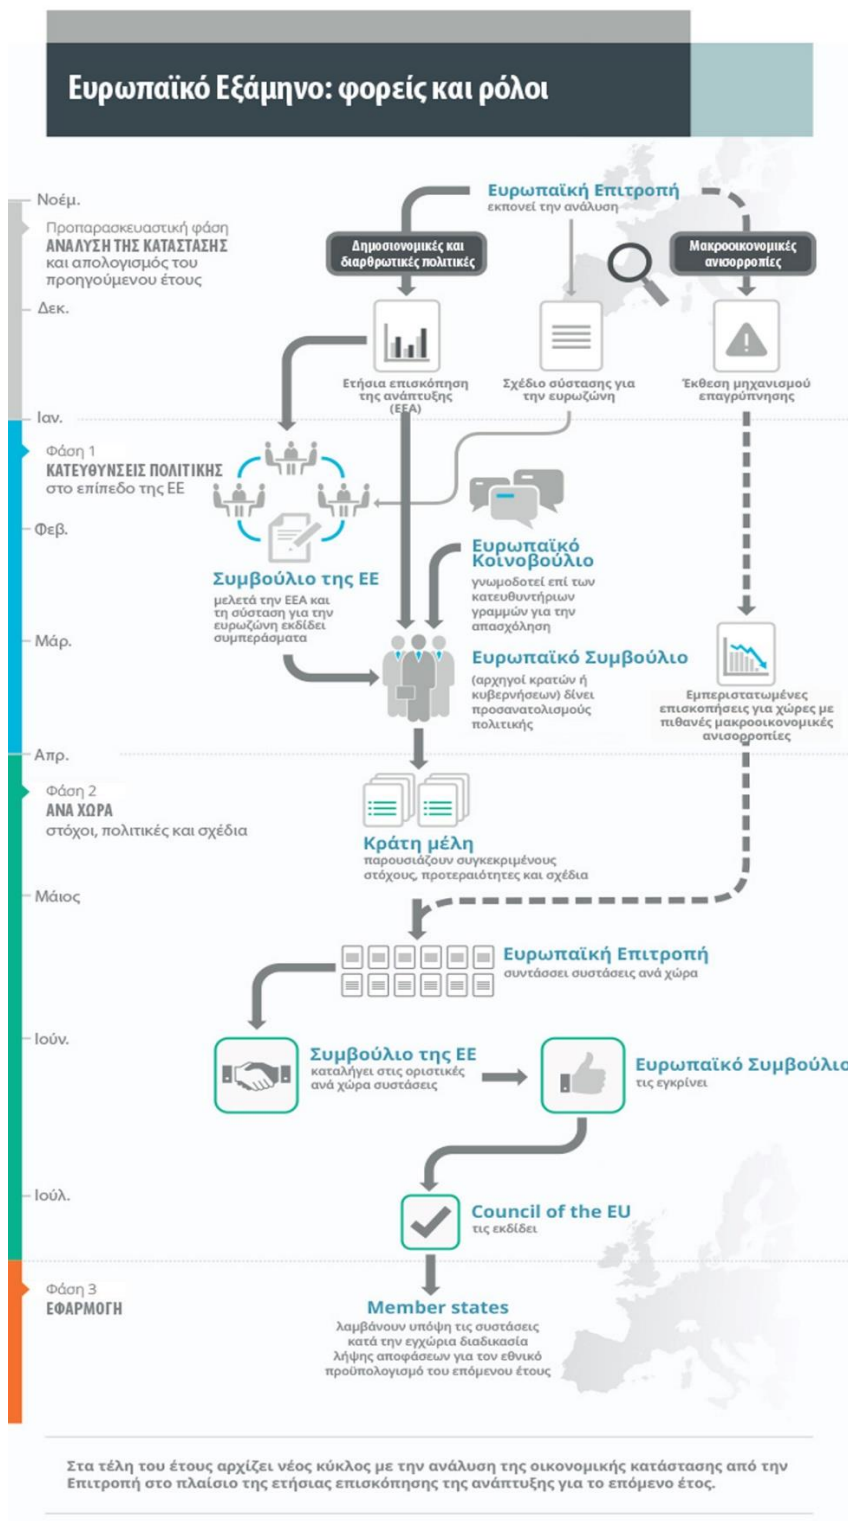 Ευρωπαϊκό Εξάμηνο: φορείς και ρόλοι
Νοέμ.
Προπαρασκευαστική φάση
ΑΝΑΛΥΣΗ ΤΗΣ ΚΑΤΑΣΤΑΣΗΣ
και απολογισμός του
προηγούμενου έτους
Ευρωπαϊκή Επιτροπή
εκπονεί την ανάλυση
Δημοσιονομικές και
διαρθρωτικές πολιτικές
Μακροοικονομικές
ανισορροπίες
Δεκ.
Ετήσια επισκόπηση
της ανάπτυξης
(ΕΕΑ)
Σχέδιο σύστασης για
την ευρωζώνη
Έκθεση μηχανισμού
επαγρύπνησης
Ιαν.
Φάση 1
ΚΑΤΕΥΘΥΝΣΕΙΣ ΠΟΛΙΤΙΚΗΣ
στο επίπεδο της ΕΕ
Φεβ.
Συμβούλιο της ΕΕ
μελετά την ΕΕΑ και
τη σύσταση για την
ευρωζώνη εκδίδει
συμπεράσματα
Ευρωπαϊκό
Κοινοβούλιο
γνωμοδοτεί επί των
κατευθυντήριων
γραμμών για την
απασχόληση
Μάρ.
Ευρωπαϊκό Συμβούλιο
(αρχηγοί κρατών ή
κυβερνήσεων) δίνει
προσανατολισμούς
πολιτικής
Εμπεριστατωμένες
επισκοπήσεις για χώρες με
πιθανές μακροοικονομικές
ανισορροπίες
Απρ.
Φάση 2
ΑΝΑ ΧΩΡΑ
στόχοι, πολιτικές και σχέδια
Κράτη μέλη
παρουσιάζουν συγκεκριμένους
στόχους, προτεραιότητες και σχέδια
Μάιος
Ευρωπαϊκή Επιτροπή
συντάσσει συστάσεις ανά χώρα
Ιούν.
Συμβούλιο της ΕΕ
καταλήγει στις οριστικές
ανά χώρα συστάσεις
Ευρωπαϊκό Συμβούλιο
τις εγκρίνει
Ιούλ.
Council of the EU
τις εκδίδει
Φάση 3
ΕΦΑΡΜΟΓΗ
Member states
λαμβάνουν υπόψη τις συστάσεις
κατά την εγχώρια διαδικασία
λήψης αποφάσεων για τον εθνικό
προϋπολογισμό του επόμενου έτους
Στα τέλη του έτους αρχίζει νέος κύκλος με την ανάλυση της οικονομικής κατάστασης από την
Επιτροπή στο πλαίσιο της ετήσιας επισκόπησης της ανάπτυξης για το επόμενο έτος.